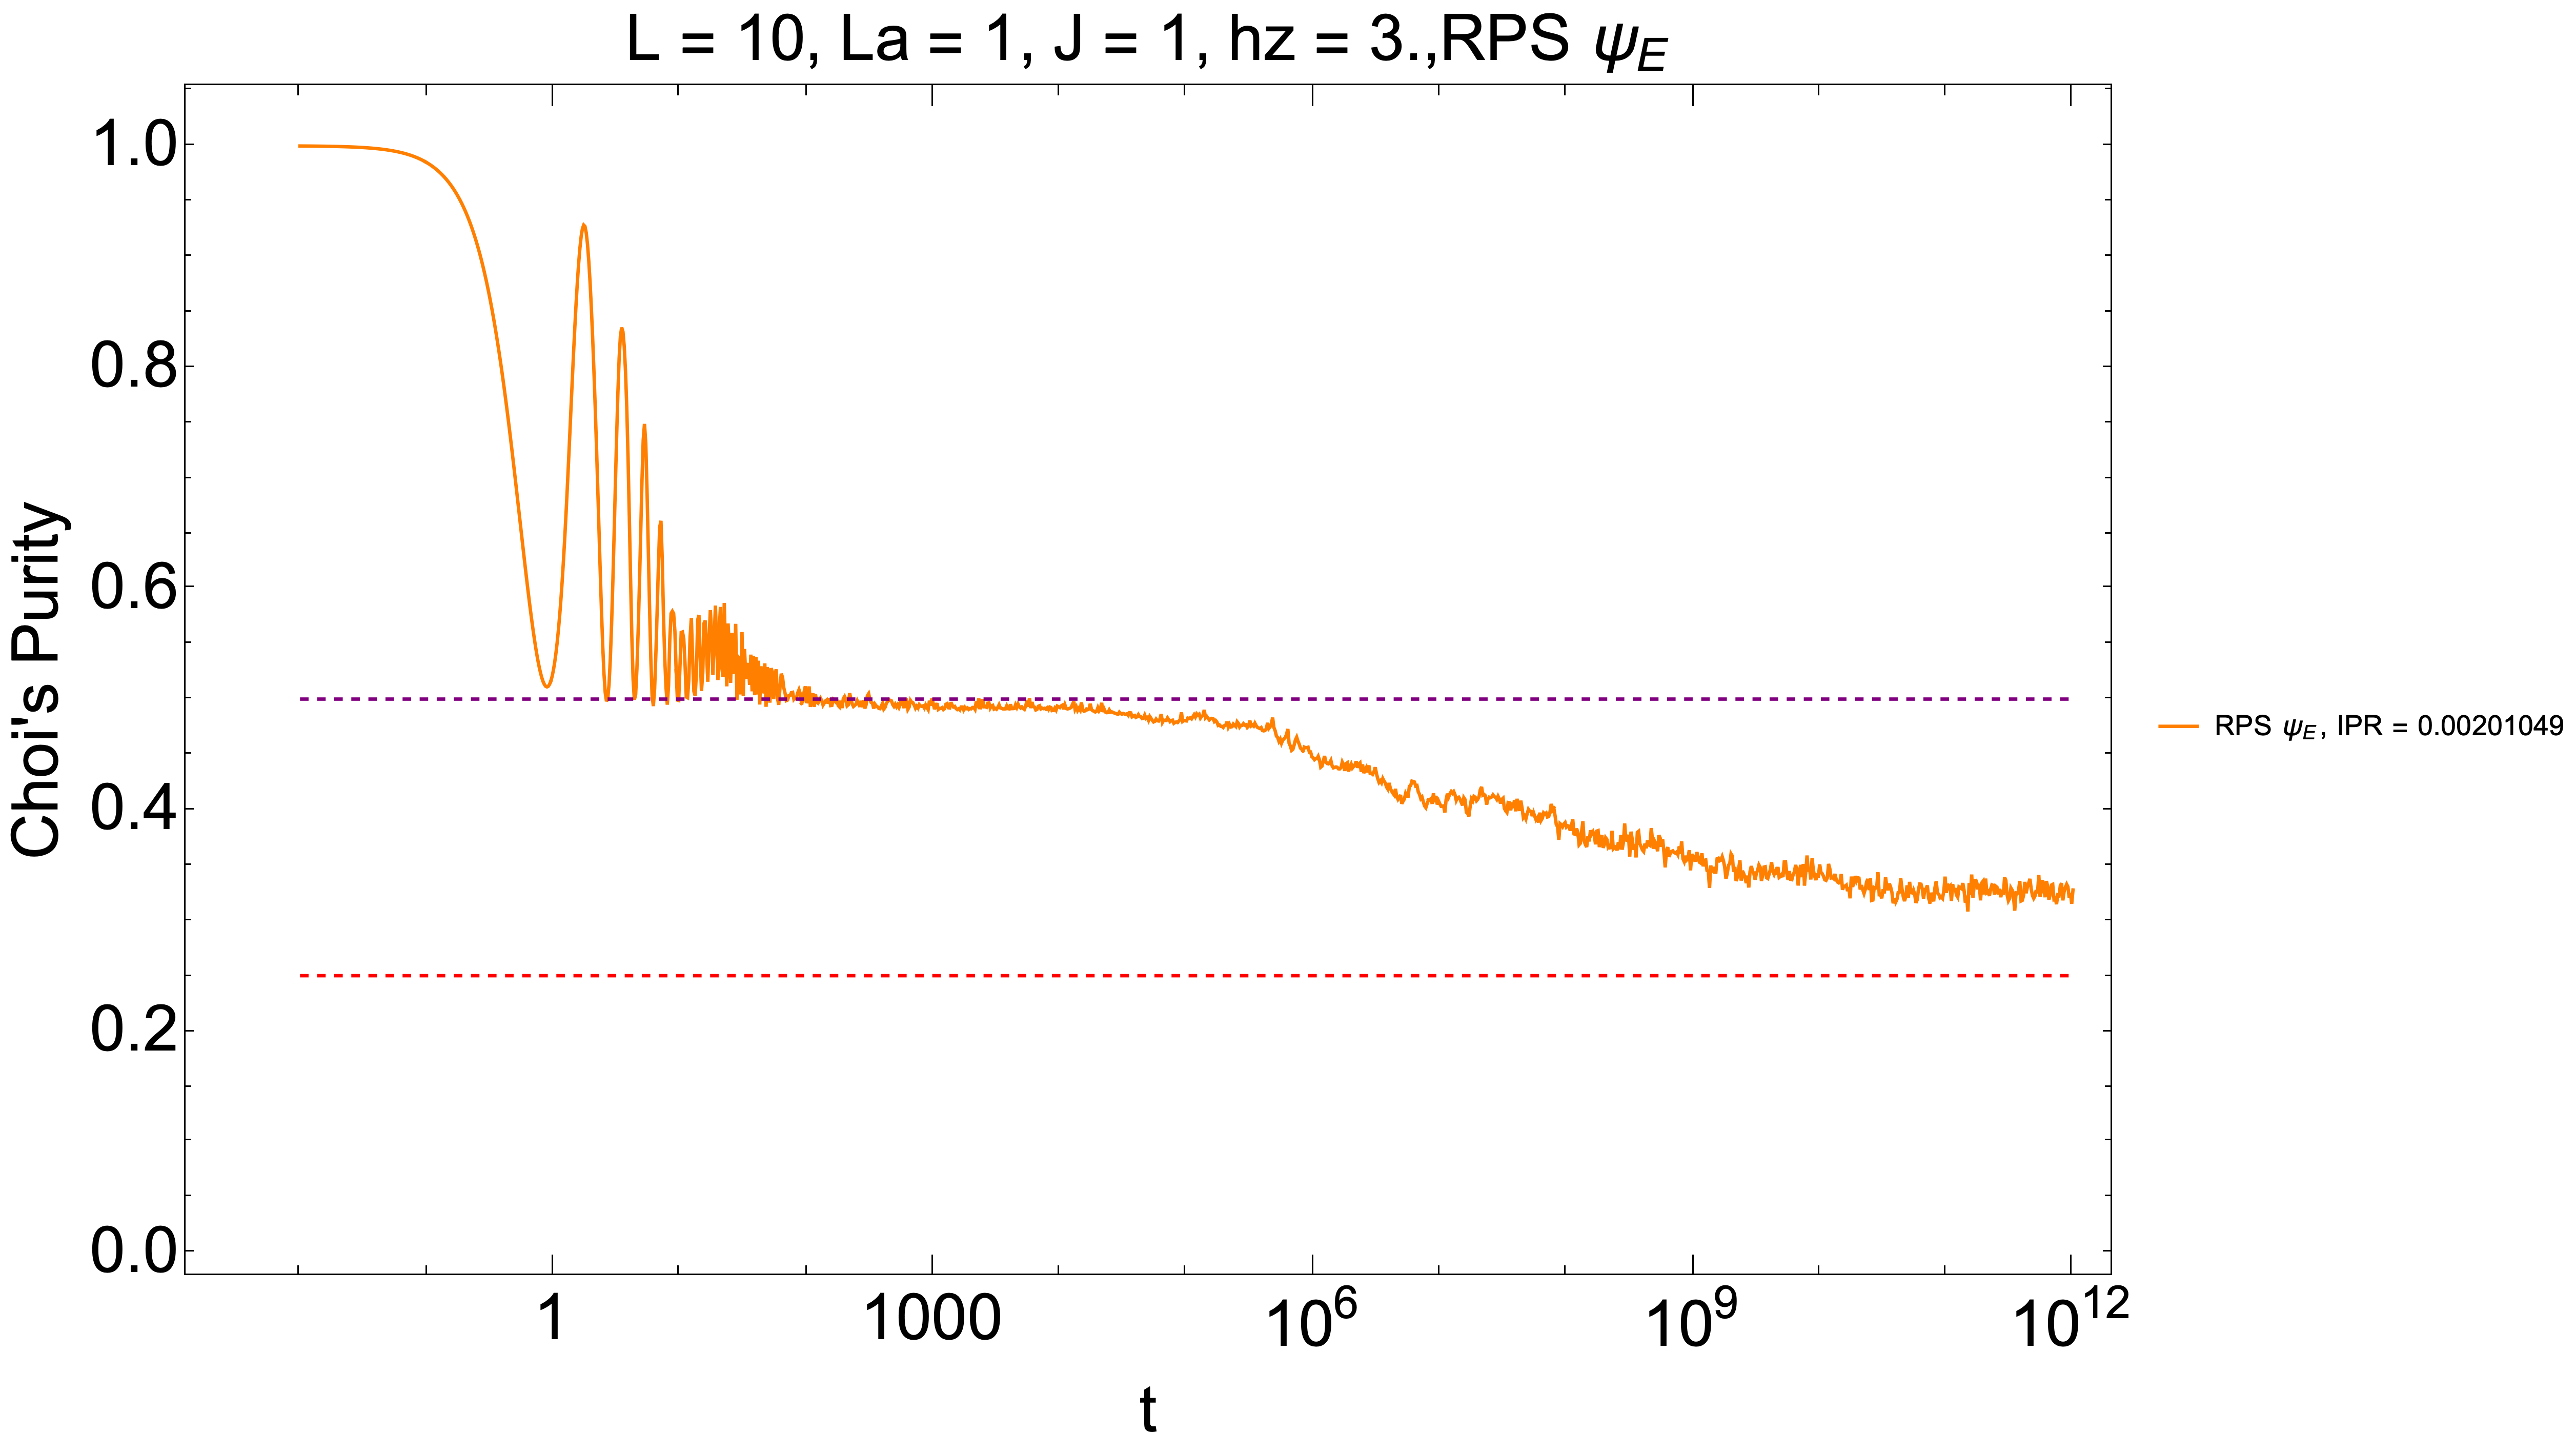 L = 10, La = 1, J = 1, hz = 3.,RPS ψE
Choi's Purity
1.0
0.8
0.6
0.4
0.2
0.0
1
1000
10^6
10^9
10^12
t
RPS ψE, IPR = 0.00201049